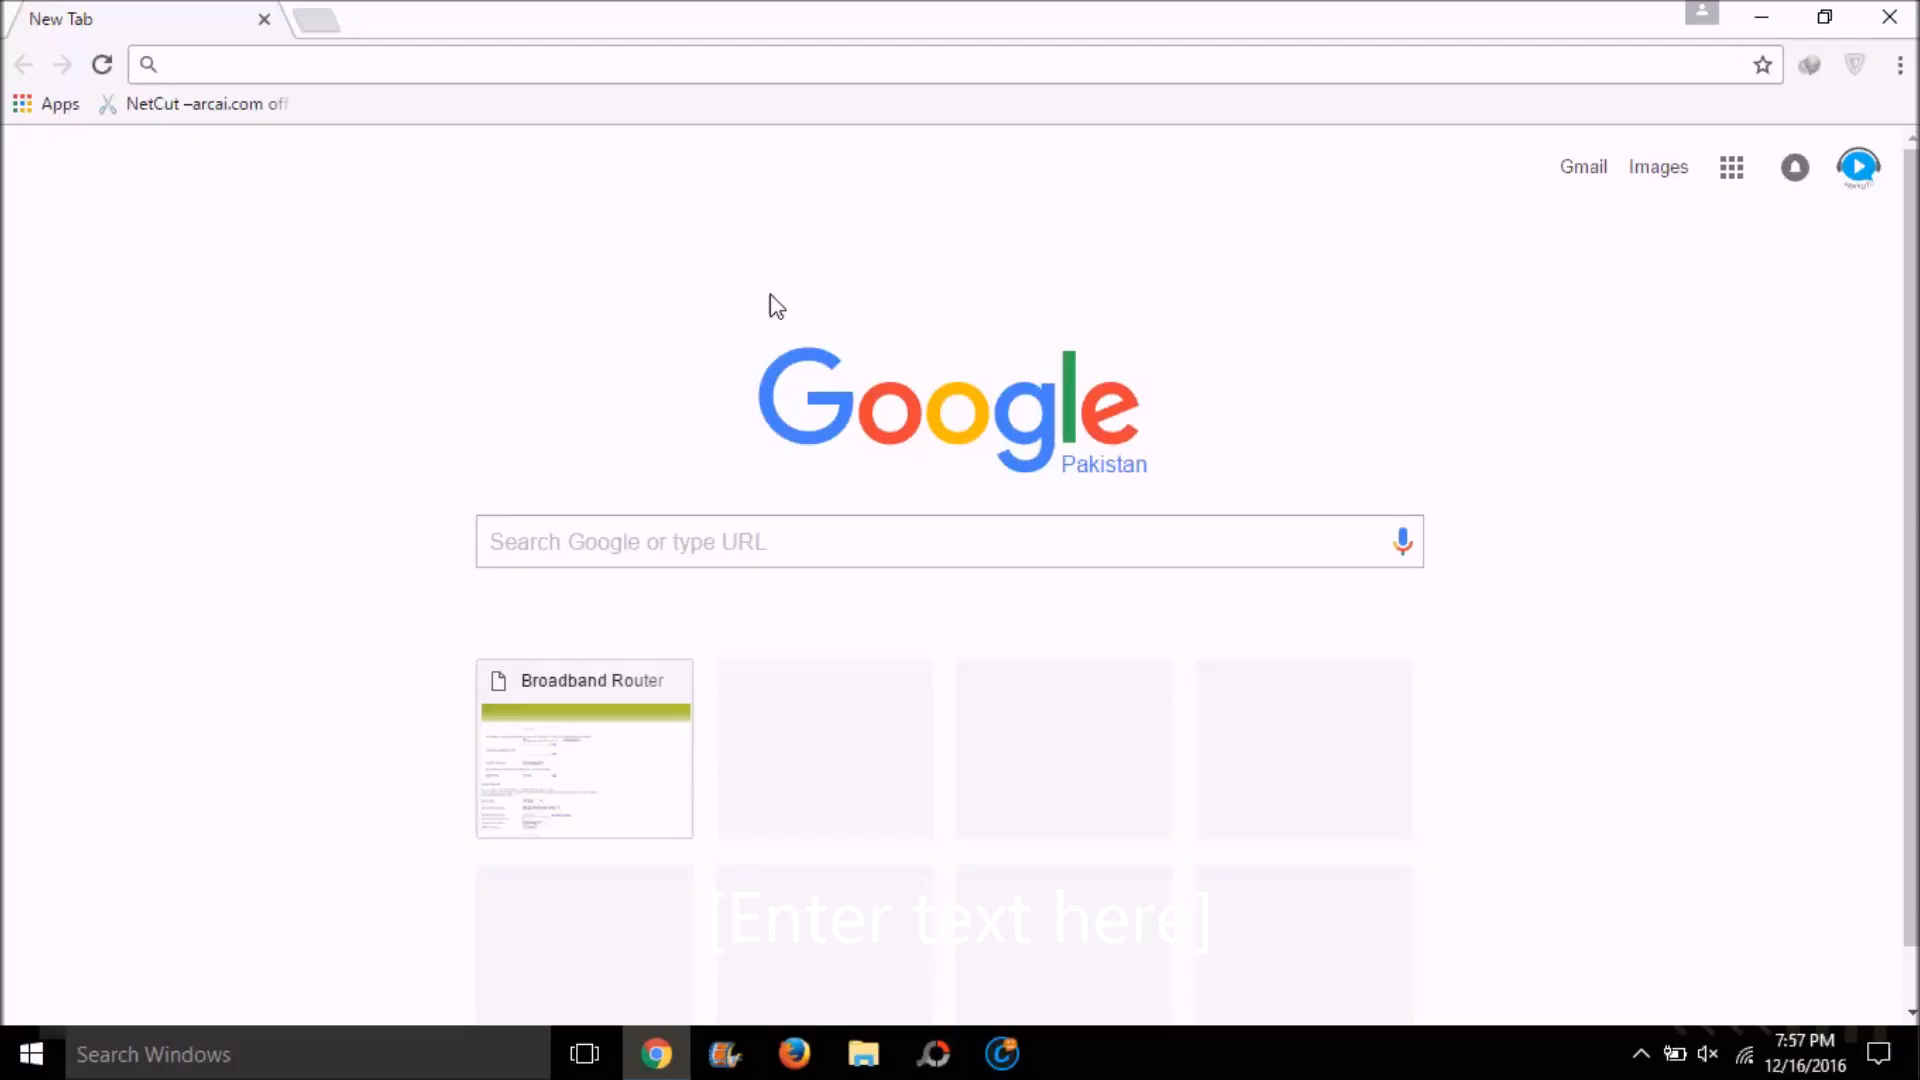 New Tab
Apps
NetCut –arcai.com off
Gmail Images
Google
Pakistan
Search Google or type URL
Broadband Router
[Enter text here]
Search Windows
7:57 PM
12/16/2016